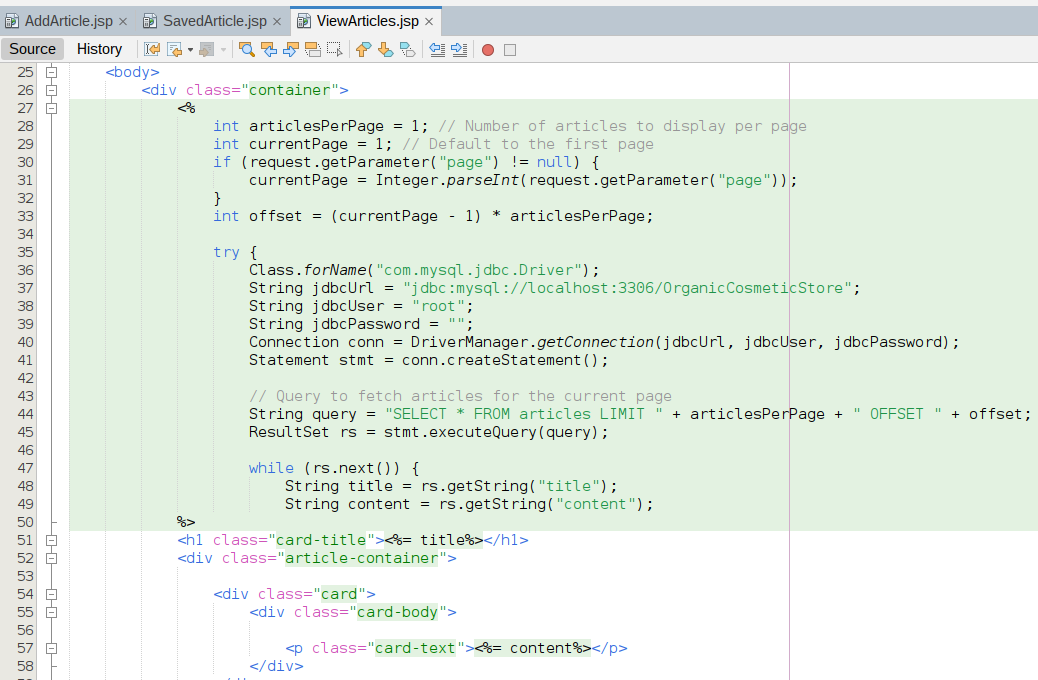 AddArticle.jsp × SavedArticle.jsp × ViewArticles.jsp ×
Source History
25 <body>
26 <div class="container">
27 <%
28 int articlesPerPage = 1; // Number of articles to display per page
29 int currentPage = 1; // Default to the first page
30 if (request.getParameter("page") != null) {
31 currentPage = Integer.parseInt(request.getParameter("page"));
32 }
33 int offset = (currentPage - 1) * articlesPerPage;
34
35 try {
36 Class.forName("com.mysql.jdbc.Driver");
37 String jdbcUrl = "jdbc:mysql://localhost:3306/OrganicCosmeticStore";
38 String jdbcUser = "root";
39 String jdbcPassword = "";
40 Connection conn = DriverManager.getConnection(jdbcUrl, jdbcUser, jdbcPassword);
41 Statement stmt = conn.createStatement();
42
43 // Query to fetch articles for the current page
44 String query = "SELECT * FROM articles LIMIT " + articlesPerPage + " OFFSET " + offset;
45 ResultSet rs = stmt.executeQuery(query);
46
47 while (rs.next()) {
48 String title = rs.getString("title");
49 String content = rs.getString("content");
50 %>
51 <h1 class="card-title"><%= title%></h1>
52 <div class="article-container">
53
54 <div class="card">
55 <div class="card-body">
56
57 <p class="card-text"><%= content%></p>
58 </div>